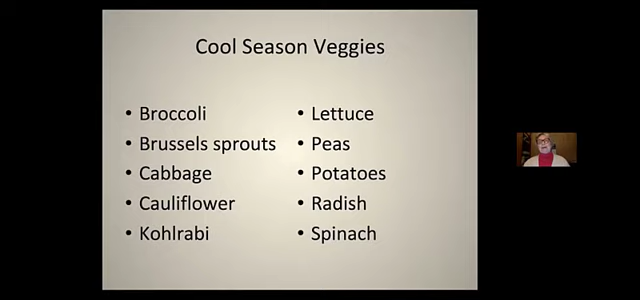 Cool Season Veggies
• Broccoli
• Brussels sprouts
• Cabbage
• Cauliflower
• Kohlrabi
• Lettuce
• Peas
• Potatoes
• Radish
• Spinach